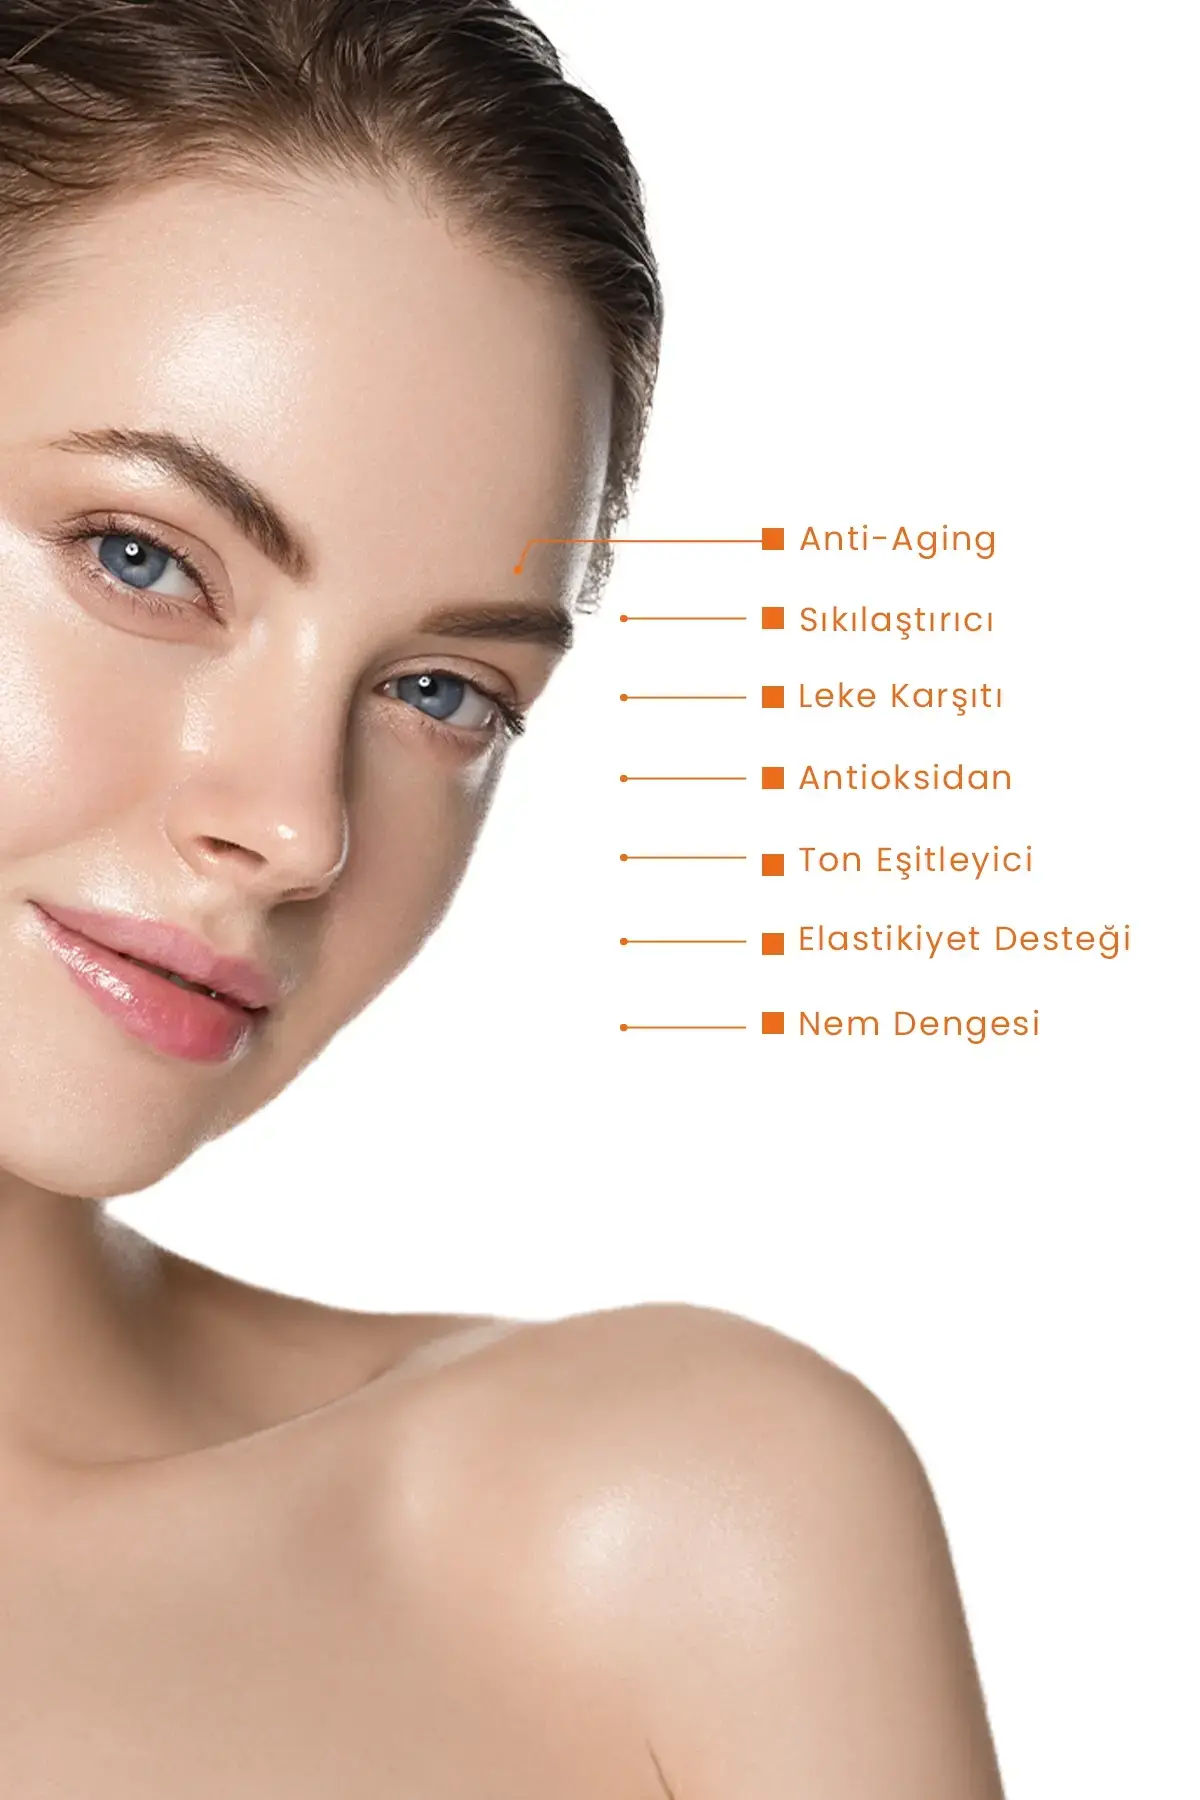 Anti-Aging
Sıkılaştırıcı
Leke Karşıtı
Antioksidan
Ton Eşitleyici
Elastikiyet Desteği
Nem Dengesi